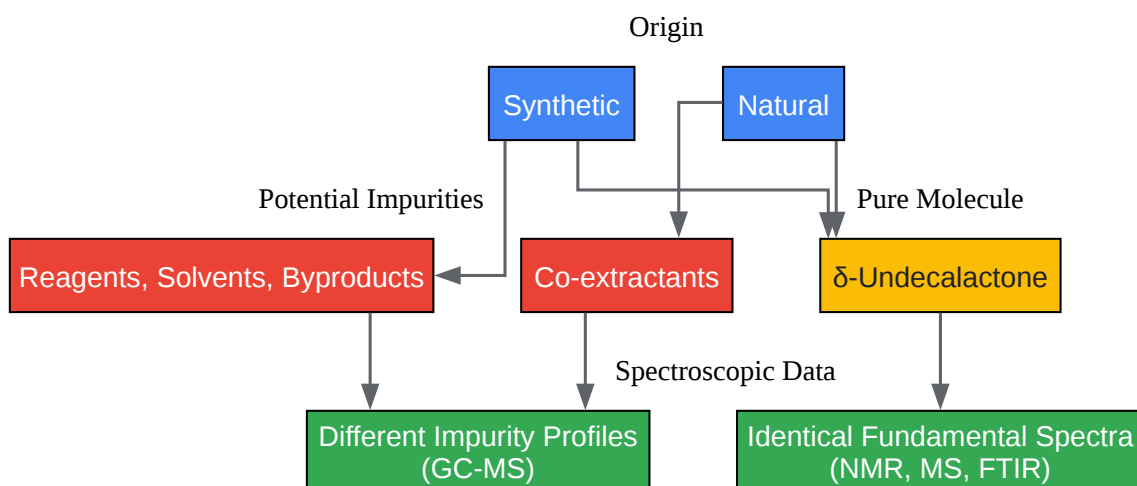 Origin
Synthetic
Natural
Potential Impurities
Pure Molecule
Reagents, Solvents, Byproducts
Co-extractants
δ-Undecalactone
Spectroscopic Data
Different Impurity Profiles
(GC-MS)
Identical Fundamental Spectra
(NMR, MS, FTIR)